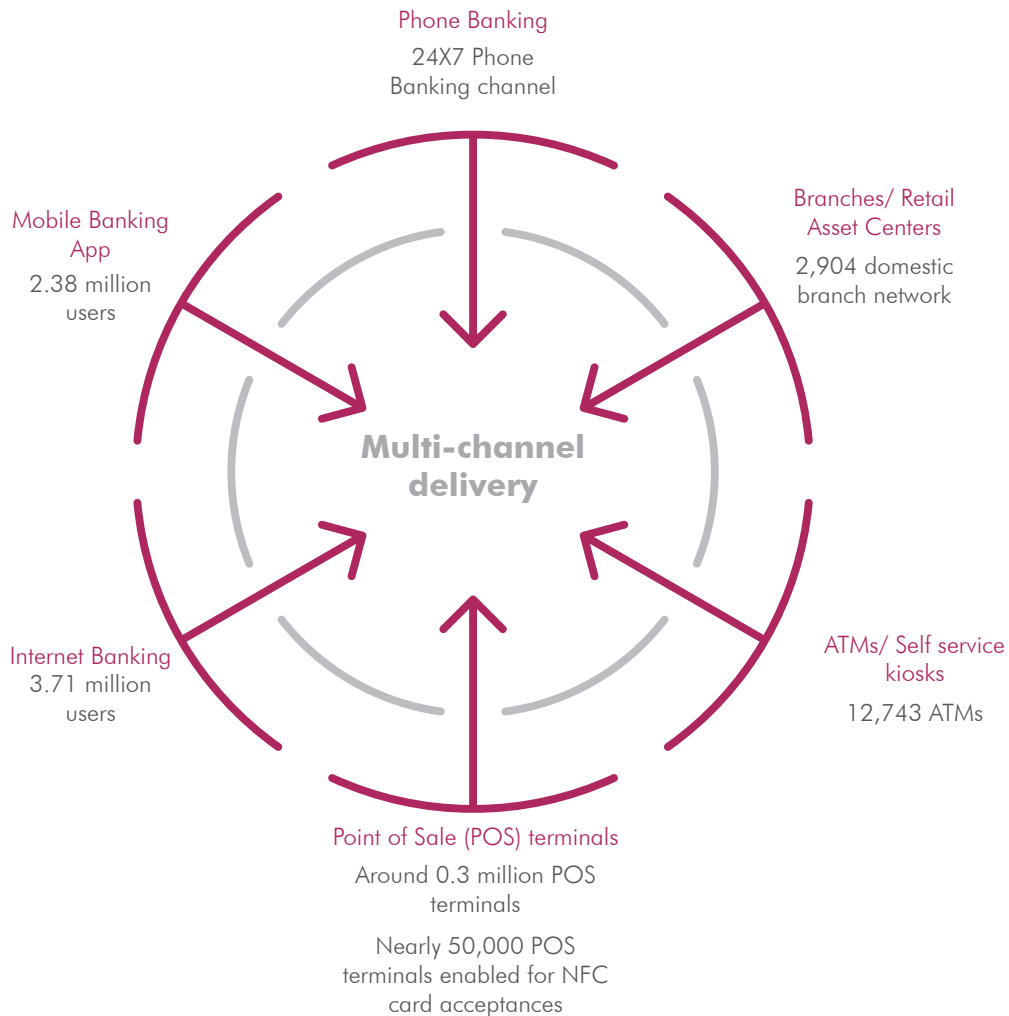 Phone Banking
24X7 Phone
Banking channel
Branches/ Retail
Asset Centers
2,904 domestic
branch network
Mobile Banking
App
2.38 million
users
Multi-channel
delivery
Internet Banking
3.71 million
users
ATMs/ Self service
kiosks
12,743 ATMs
Point of Sale (POS) terminals
Around 0.3 million POS
terminals
Nearly 50,000 POS
terminals enabled for NFC
card acceptances